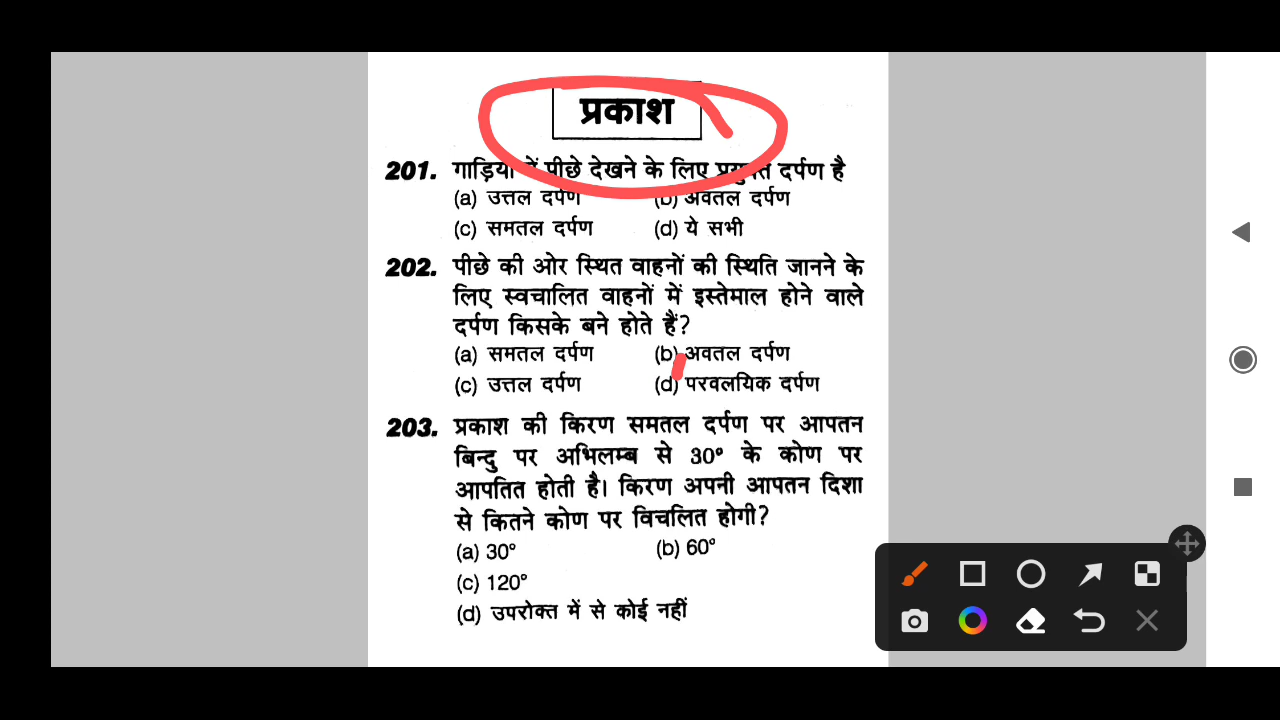 प्रकाश
201. गाड़ियों में पीछे देखने के लिए प्रयुक्त दर्पण है
(a) उत्तल दर्पण (b) अवतल दर्पण
(c) समतल दर्पण (d) ये सभी
202. पीछे की ओर स्थित वाहनों की स्थिति जानने के
लिए स्वचालित वाहनों में इस्तेमाल होने वाले
दर्पण किसके बने होते हैं?
(a) समतल दर्पण (b) अवतल दर्पण
(c) उत्तल दर्पण (d) परवलयिक दर्पण
203. प्रकाश की किरण समतल दर्पण पर आपतन
बिन्दु पर अभिलम्ब से 30° के कोण पर
आपतित होती है। किरण अपनी आपतन दिशा
से कितने कोण पर विचलित होगी?
(a) 30° (b) 60°
(c) 120°
(d) उपरोक्त में से कोई नहीं